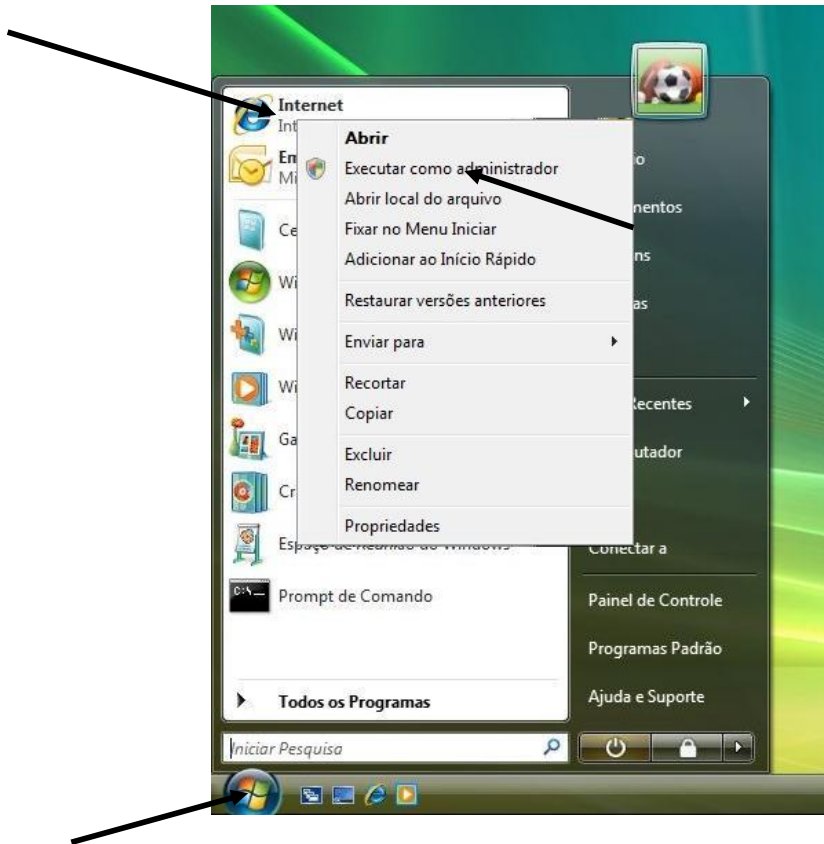 Internet
Abrir
Executar como administrador
Abrir local do arquivo
Fixar no Menu Iniciar
Adicionar ao Início Rápido
Restaurar versões anteriores
Enviar para
Recortar
Copiar
Excluir
Renomear
Propriedades
Prompt de Comando
Todos os Programas
Iniciar Pesquisa
Conectar a
Painel de Controle
Programas Padrão
Ajuda e Suporte